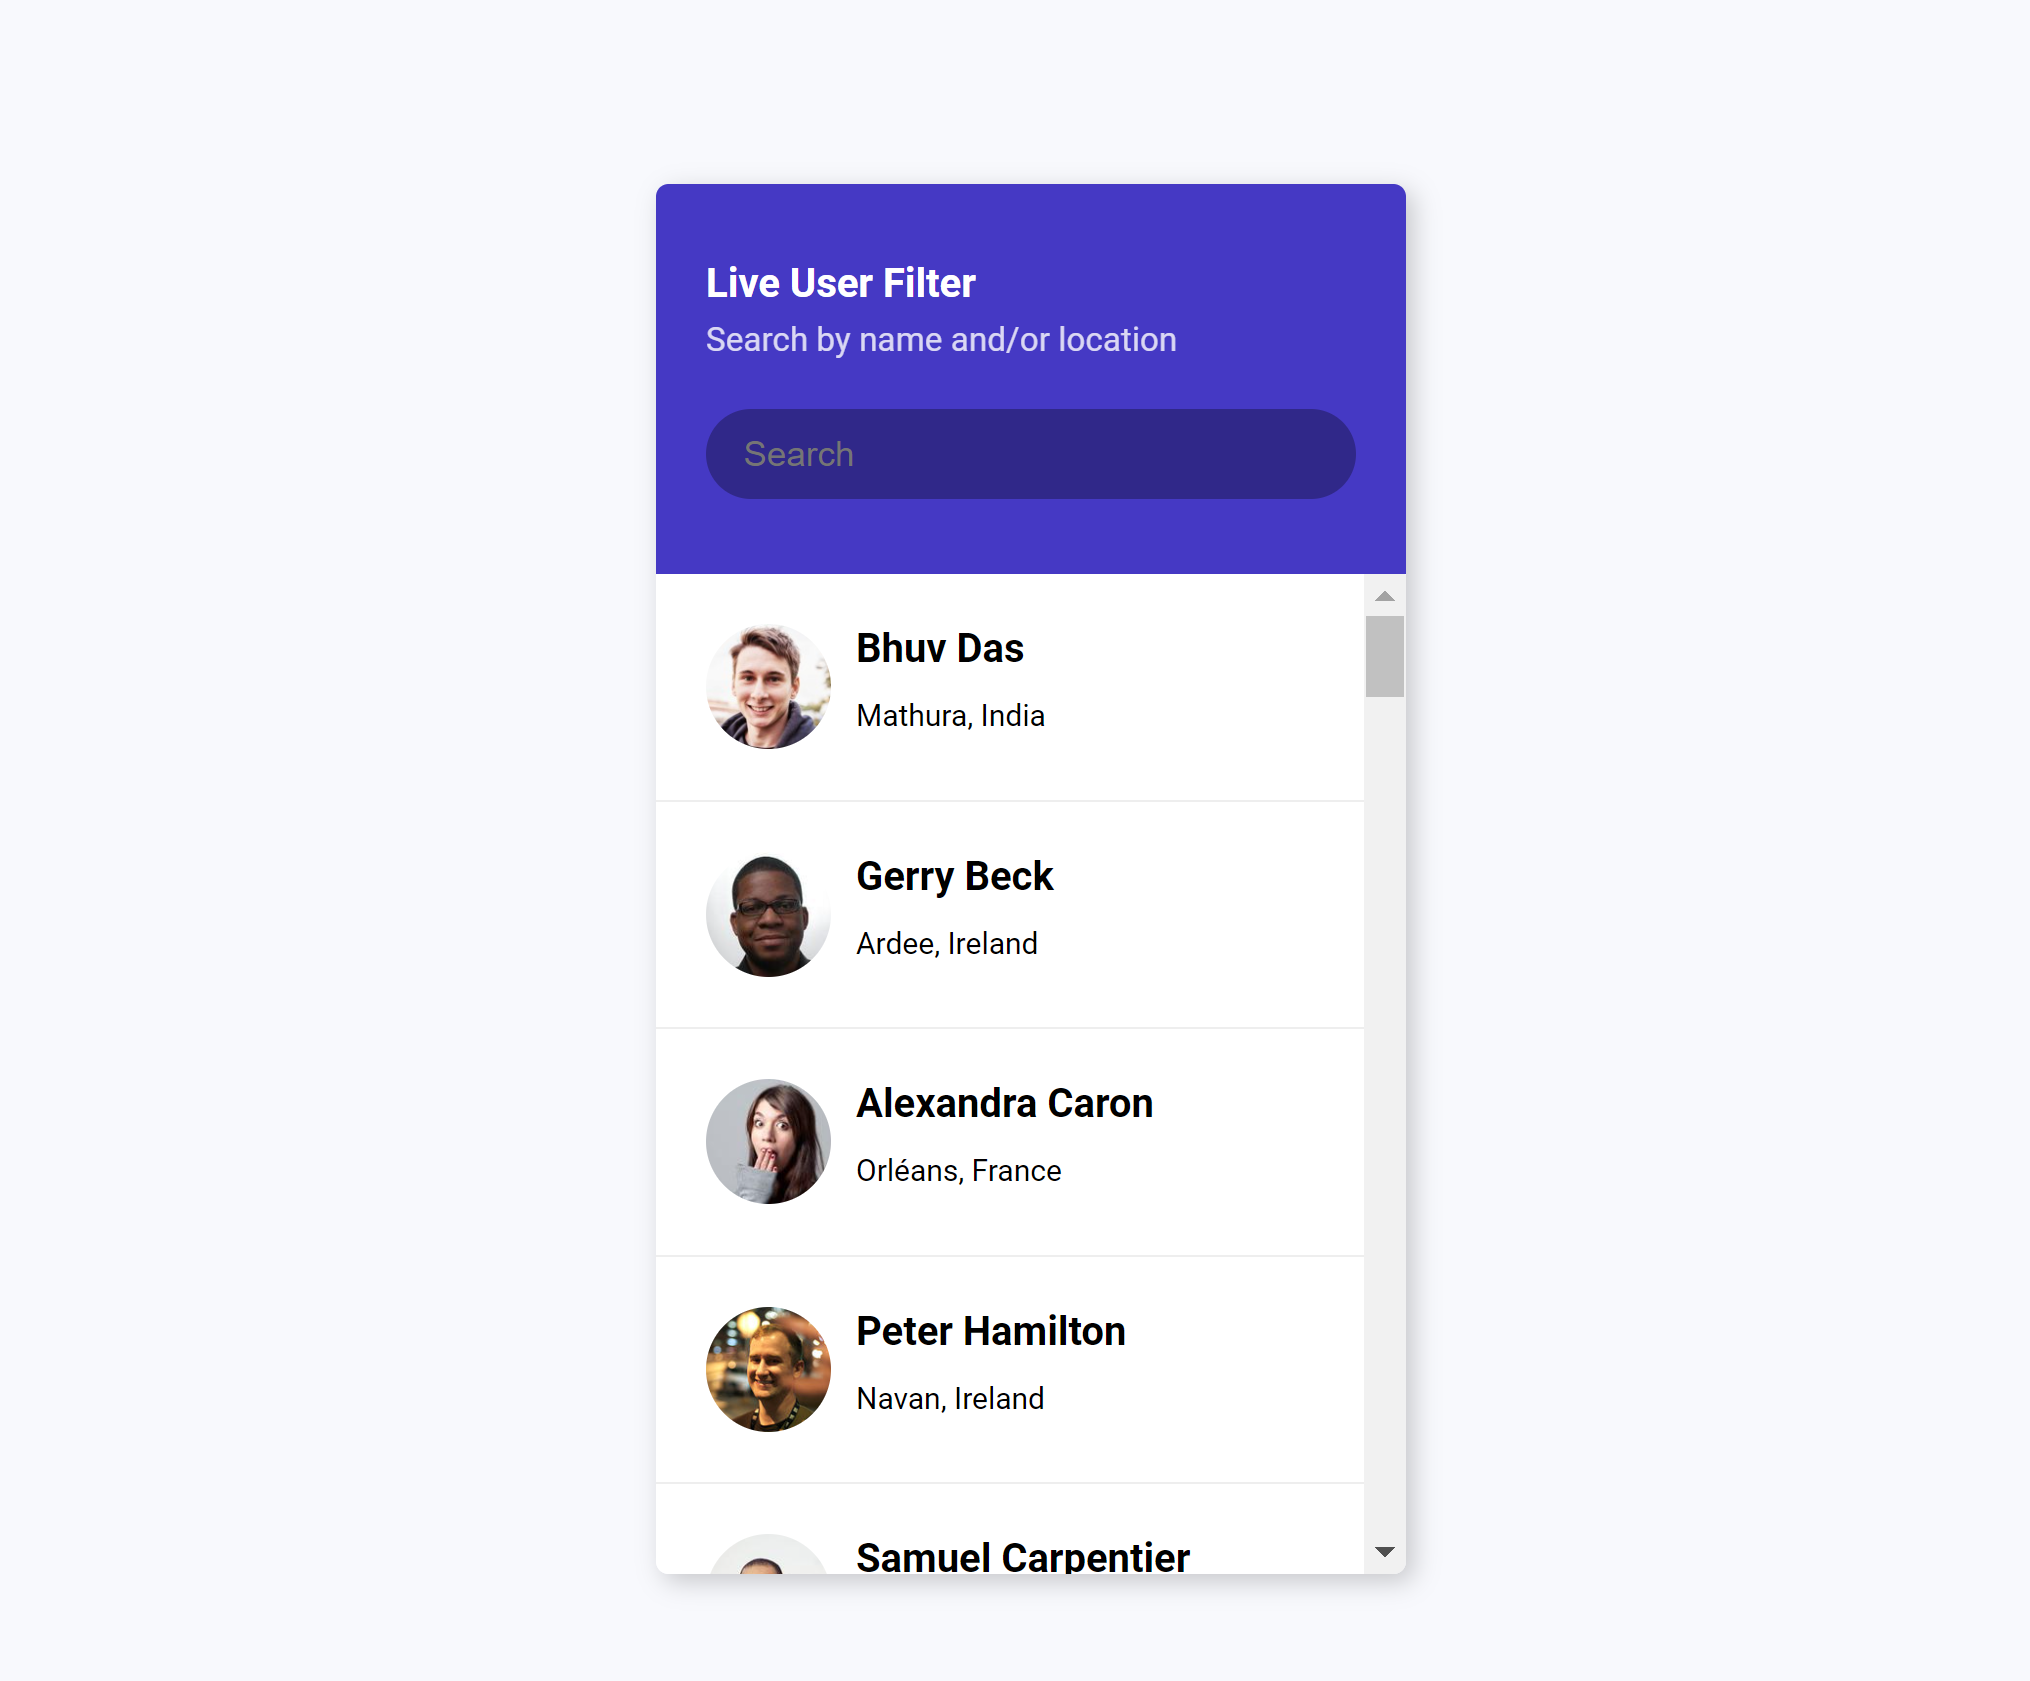 Live User Filter
Search by name and/or location
Search
Bhuv Das
Mathura, India
Gerry Beck
Ardee, Ireland
Alexandra Caron
Orléans, France
Peter Hamilton
Navan, Ireland
Samuel Carpentier